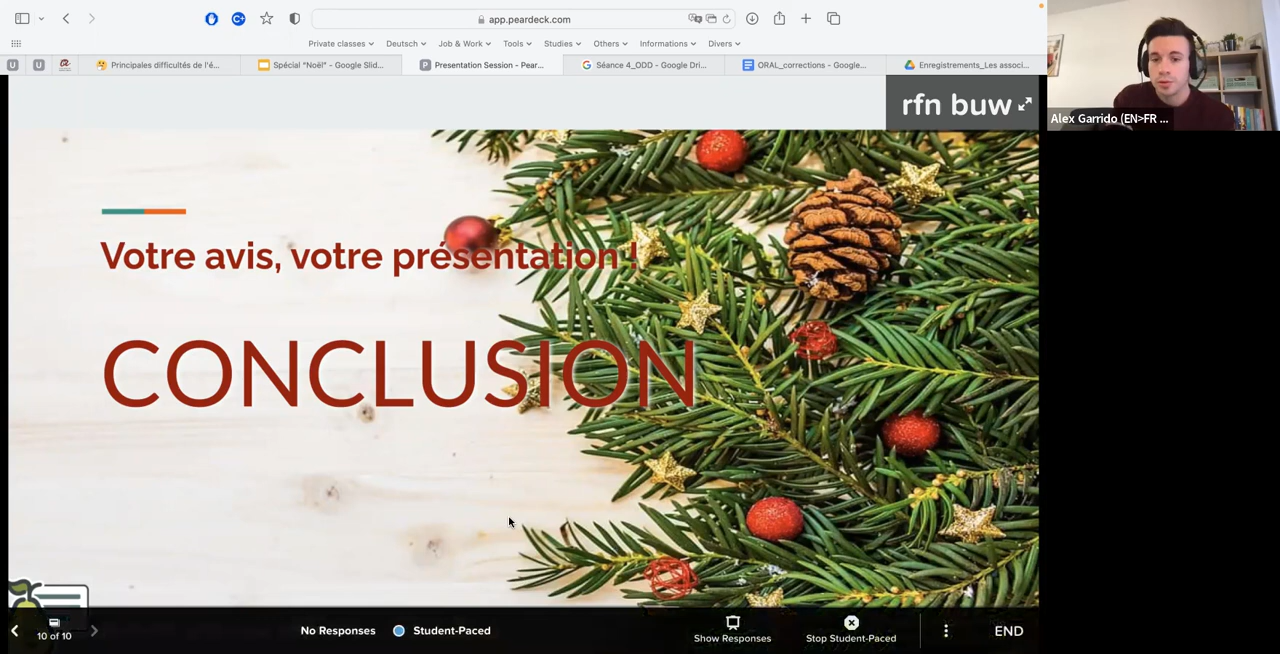 app.peardeck.com
Private classes
Deutsch
Job & Work
Tools
Studies
Others
Informations
Divers
U
U
Principales difficultés de l'é...
Spécial "Noël" - Google Slid...
P
Presentation Session - Pear...
G
Séance 4_ODD - Google Dri...
ORAL_corrections - Google...
Enregistrements_Les associ...
rfn buw
Alex Garrido (EN>FR ...
Votre avis, votre présentation !
CONCLUSION
10 of 10
No Responses
Student-Paced
Show Responses
Stop Student-Paced
END